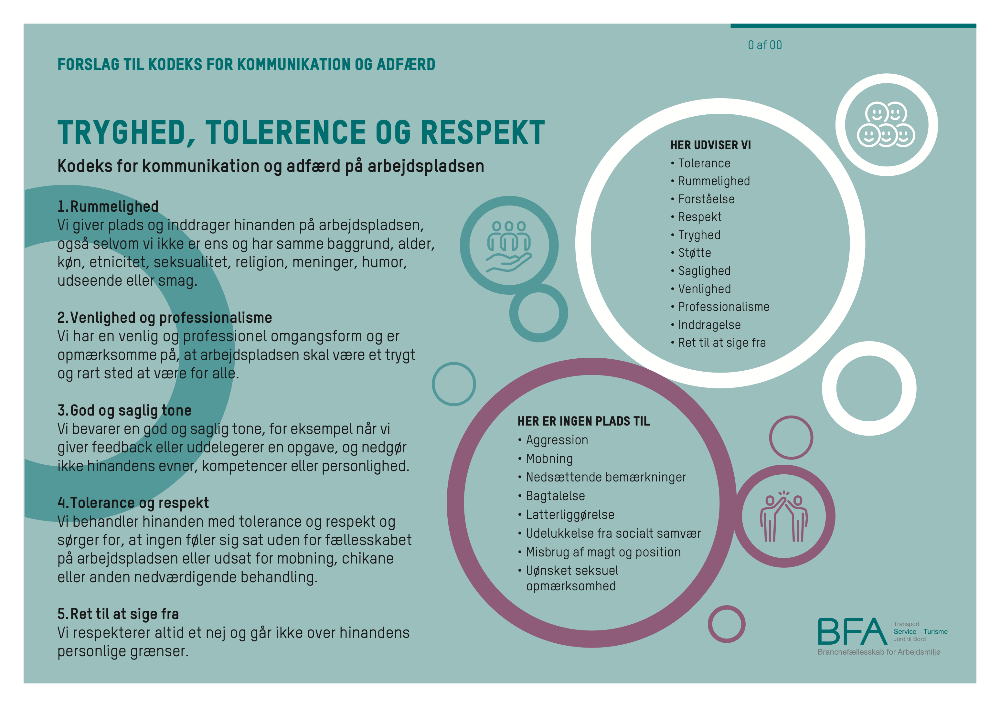 0 af 00
FORSLAG TIL KODEKS FOR KOMMUNIKATION OG ADFÆRD
TRYGHED, TOLERENCE OG RESPEKT
Kodeks for kommunikation og adfærd på arbejdspladsen
1. Rummelighed
Vi giver plads og inddrager hinanden på arbejdspladsen,
også selvom vi ikke er ens og har samme baggrund, alder,
køn, etnicitet, seksualitet, religion, meninger, humor,
udseende eller smag.
2. Venlighed og professionalisme
Vi har en venlig og professionel omgangsform og er
opmærksomme på, at arbejdspladsen skal være et trygt
og rart sted at være for alle.
3. God og saglig tone
Vi bevarer en god og saglig tone, for eksempel når vi
giver feedback eller uddelegerer en opgave, og nedgør
ikke hinandens evner, kompetencer eller personlighed.
4. Tolerance og respekt
Vi behandler hinanden med tolerance og respekt og
sørger for, at ingen føler sig sat uden for fællesskabet
på arbejdspladsen eller udsat for mobning, chikane
eller anden nedværdigende behandling.
5. Ret til at sige fra
Vi respekterer altid et nej og går ikke over hinandens
personlige grænser.
HER UDVISER VI
• Tolerance
• Rummelighed
• Forståelse
• Respekt
• Tryghed
• Støtte
• Saglighed
• Venlighed
• Professionalisme
• Inddragelse
• Ret til at sige fra
HER ER INGEN PLADS TIL
• Aggression
• Mobning
• Nedsættende bemærkninger
• Bagtalelse
• Latterliggørelse
• Udelukkelse fra socialt samvær
• Misbrug af magt og position
• Uønsket seksuel
opmærksomhed
BFA
Transport
Service – Turisme
Jord til Bord
Branchefællesskab for Arbejdsmiljø